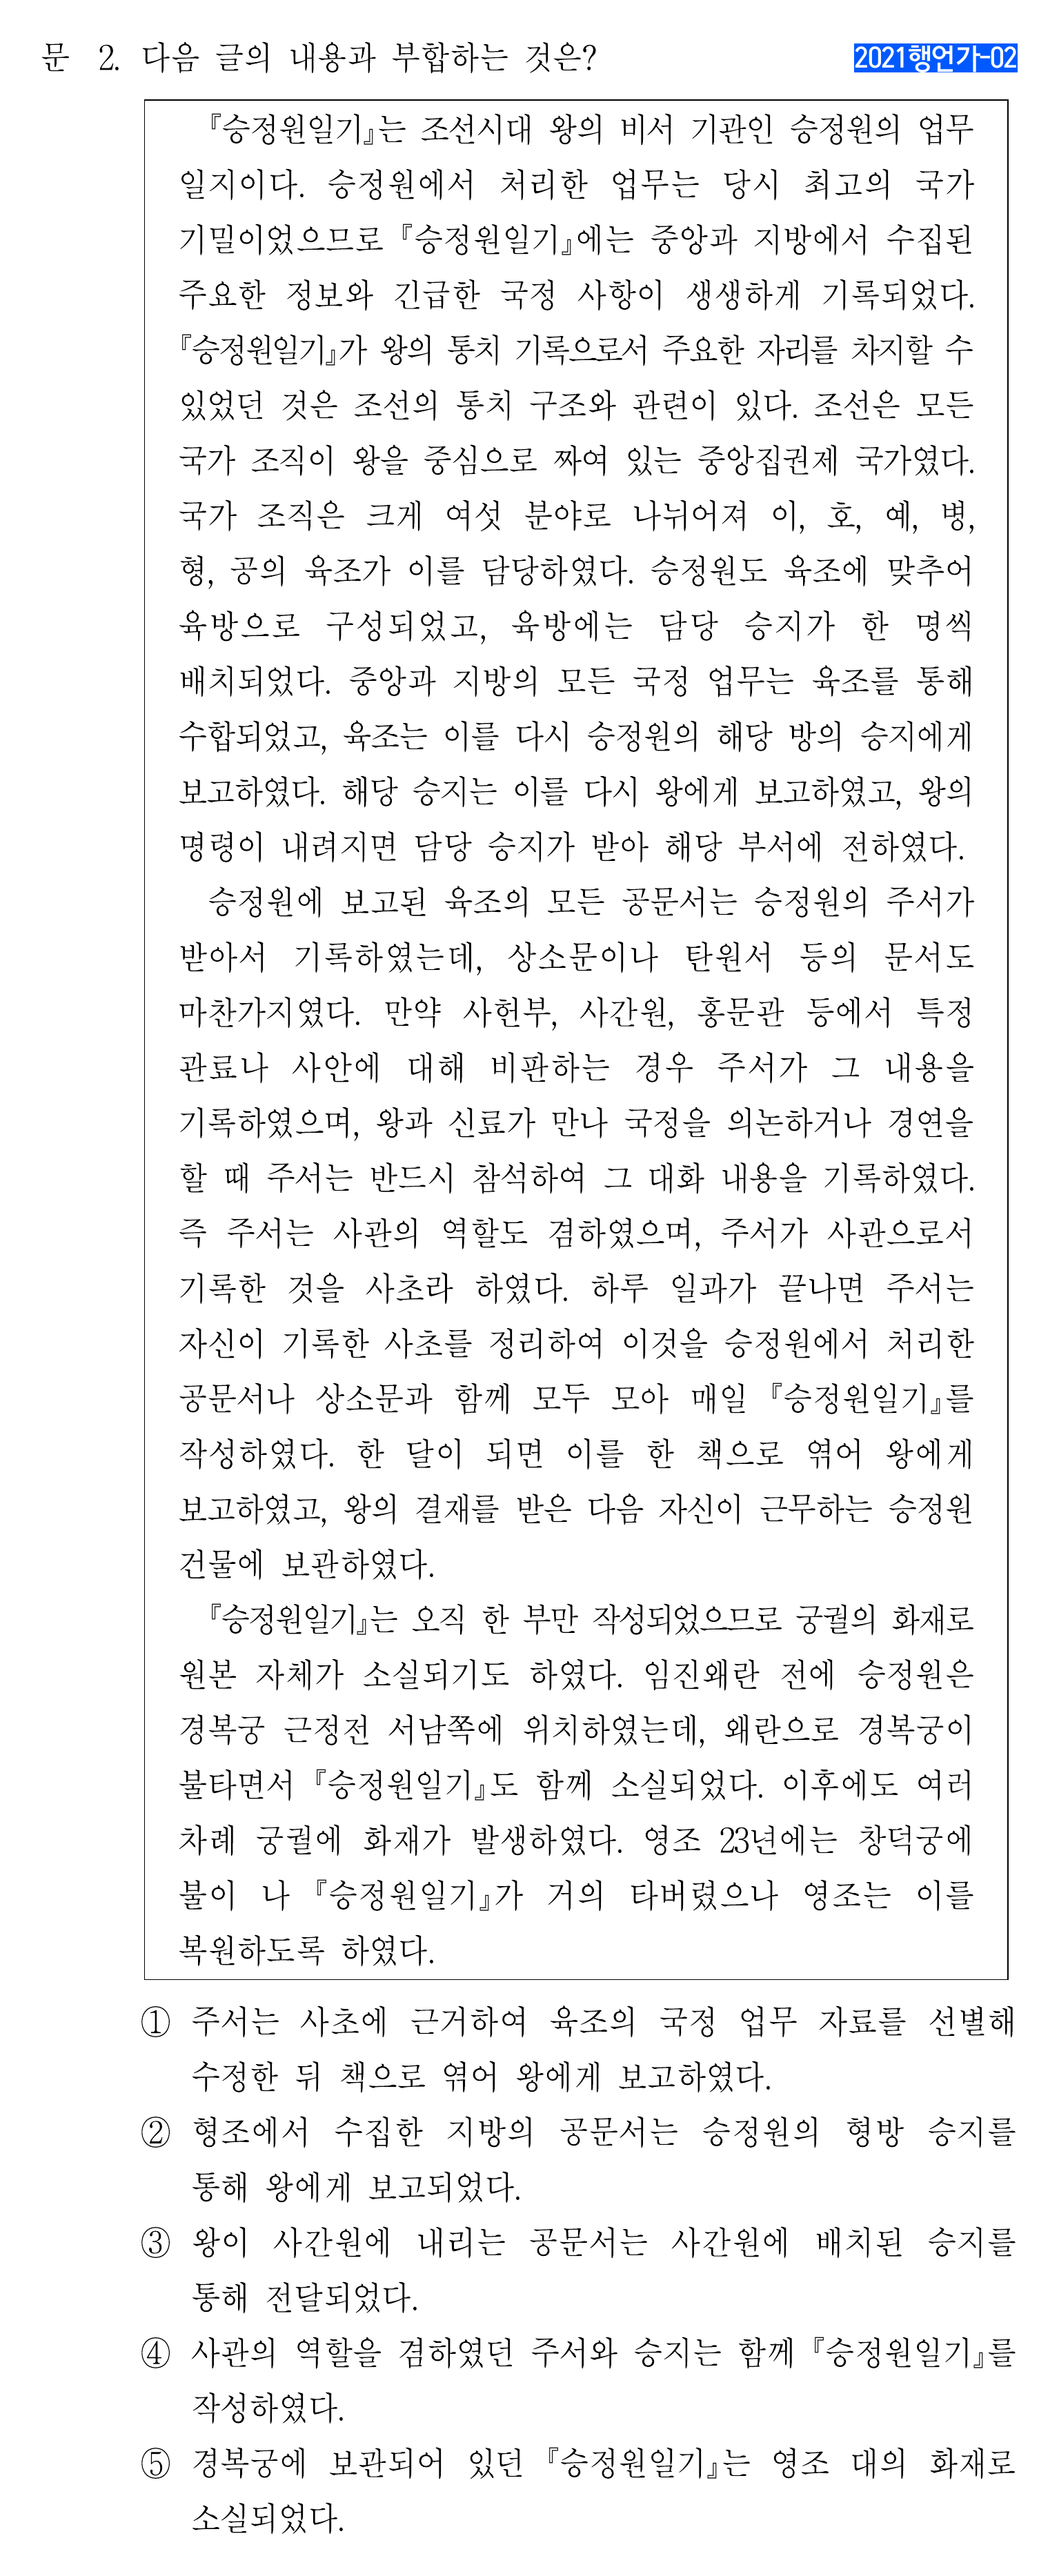 문 2. 다음 글의 내용과 부합하는 것은?
2021행언가-02
『승정원일기』는 조선시대 왕의 비서 기관인 승정원의 업무
일지이다. 승정원에서 처리한 업무는 당시 최고의 국가
기밀이었으므로 『승정원일기』에는 중앙과 지방에서 수집된
주요한 정보와 긴급한 국정 사항이 생생하게 기록되었다.
『승정원일기』가 왕의 통치 기록으로서 주요한 자리를 차지할 수
있었던 것은 조선의 통치 구조와 관련이 있다. 조선은 모든
국가 조직이 왕을 중심으로 짜여 있는 중앙집권제 국가였다.
국가 조직은 크게 여섯 분야로 나뉘어져 이, 호, 예, 병,
형, 공의 육조가 이를 담당하였다. 승정원도 육조에 맞추어
육방으로 구성되었고, 육방에는 담당 승지가 한 명씩
배치되었다. 중앙과 지방의 모든 국정 업무는 육조를 통해
수합되었고, 육조는 이를 다시 승정원의 해당 방의 승지에게
보고하였다. 해당 승지는 이를 다시 왕에게 보고하였고, 왕의
명령이 내려지면 담당 승지가 받아 해당 부서에 전하였다.
승정원에 보고된 육조의 모든 공문서는 승정원의 주서가
받아서 기록하였는데, 상소문이나 탄원서 등의 문서도
마찬가지였다. 만약 사헌부, 사간원, 홍문관 등에서 특정
관료나 사안에 대해 비판하는 경우 주서가 그 내용을
기록하였으며, 왕과 신료가 만나 국정을 의논하거나 경연을
할 때 주서는 반드시 참석하여 그 대화 내용을 기록하였다.
즉 주서는 사관의 역할도 겸하였으며, 주서가 사관으로서
기록한 것을 사초라 하였다. 하루 일과가 끝나면 주서는
자신이 기록한 사초를 정리하여 이것을 승정원에서 처리한
공문서나 상소문과 함께 모두 모아 매일 『승정원일기』를
작성하였다. 한 달이 되면 이를 한 책으로 엮어 왕에게
보고하였고, 왕의 결재를 받은 다음 자신이 근무하는 승정원
건물에 보관하였다.
『승정원일기』는 오직 한 부만 작성되었으므로 궁궐의 화재로
원본 자체가 소실되기도 하였다. 임진왜란 전에 승정원은
경복궁 근정전 서남쪽에 위치하였는데, 왜란으로 경복궁이
불타면서 『승정원일기』도 함께 소실되었다. 이후에도 여러
차례 궁궐에 화재가 발생하였다. 영조 23년에는 창덕궁에
불이 나 『승정원일기』가 거의 타버렸으나 영조는 이를
복원하도록 하였다.
① 주서는 사초에 근거하여 육조의 국정 업무 자료를 선별해
수정한 뒤 책으로 엮어 왕에게 보고하였다.
② 형조에서 수집한 지방의 공문서는 승정원의 형방 승지를
통해 왕에게 보고되었다.
③ 왕이 사간원에 내리는 공문서는 사간원에 배치된 승지를
통해 전달되었다.
④ 사관의 역할을 겸하였던 주서와 승지는 함께 『승정원일기』를
작성하였다.
⑤ 경복궁에 보관되어 있던 『승정원일기』는 영조 대의 화재로
소실되었다.